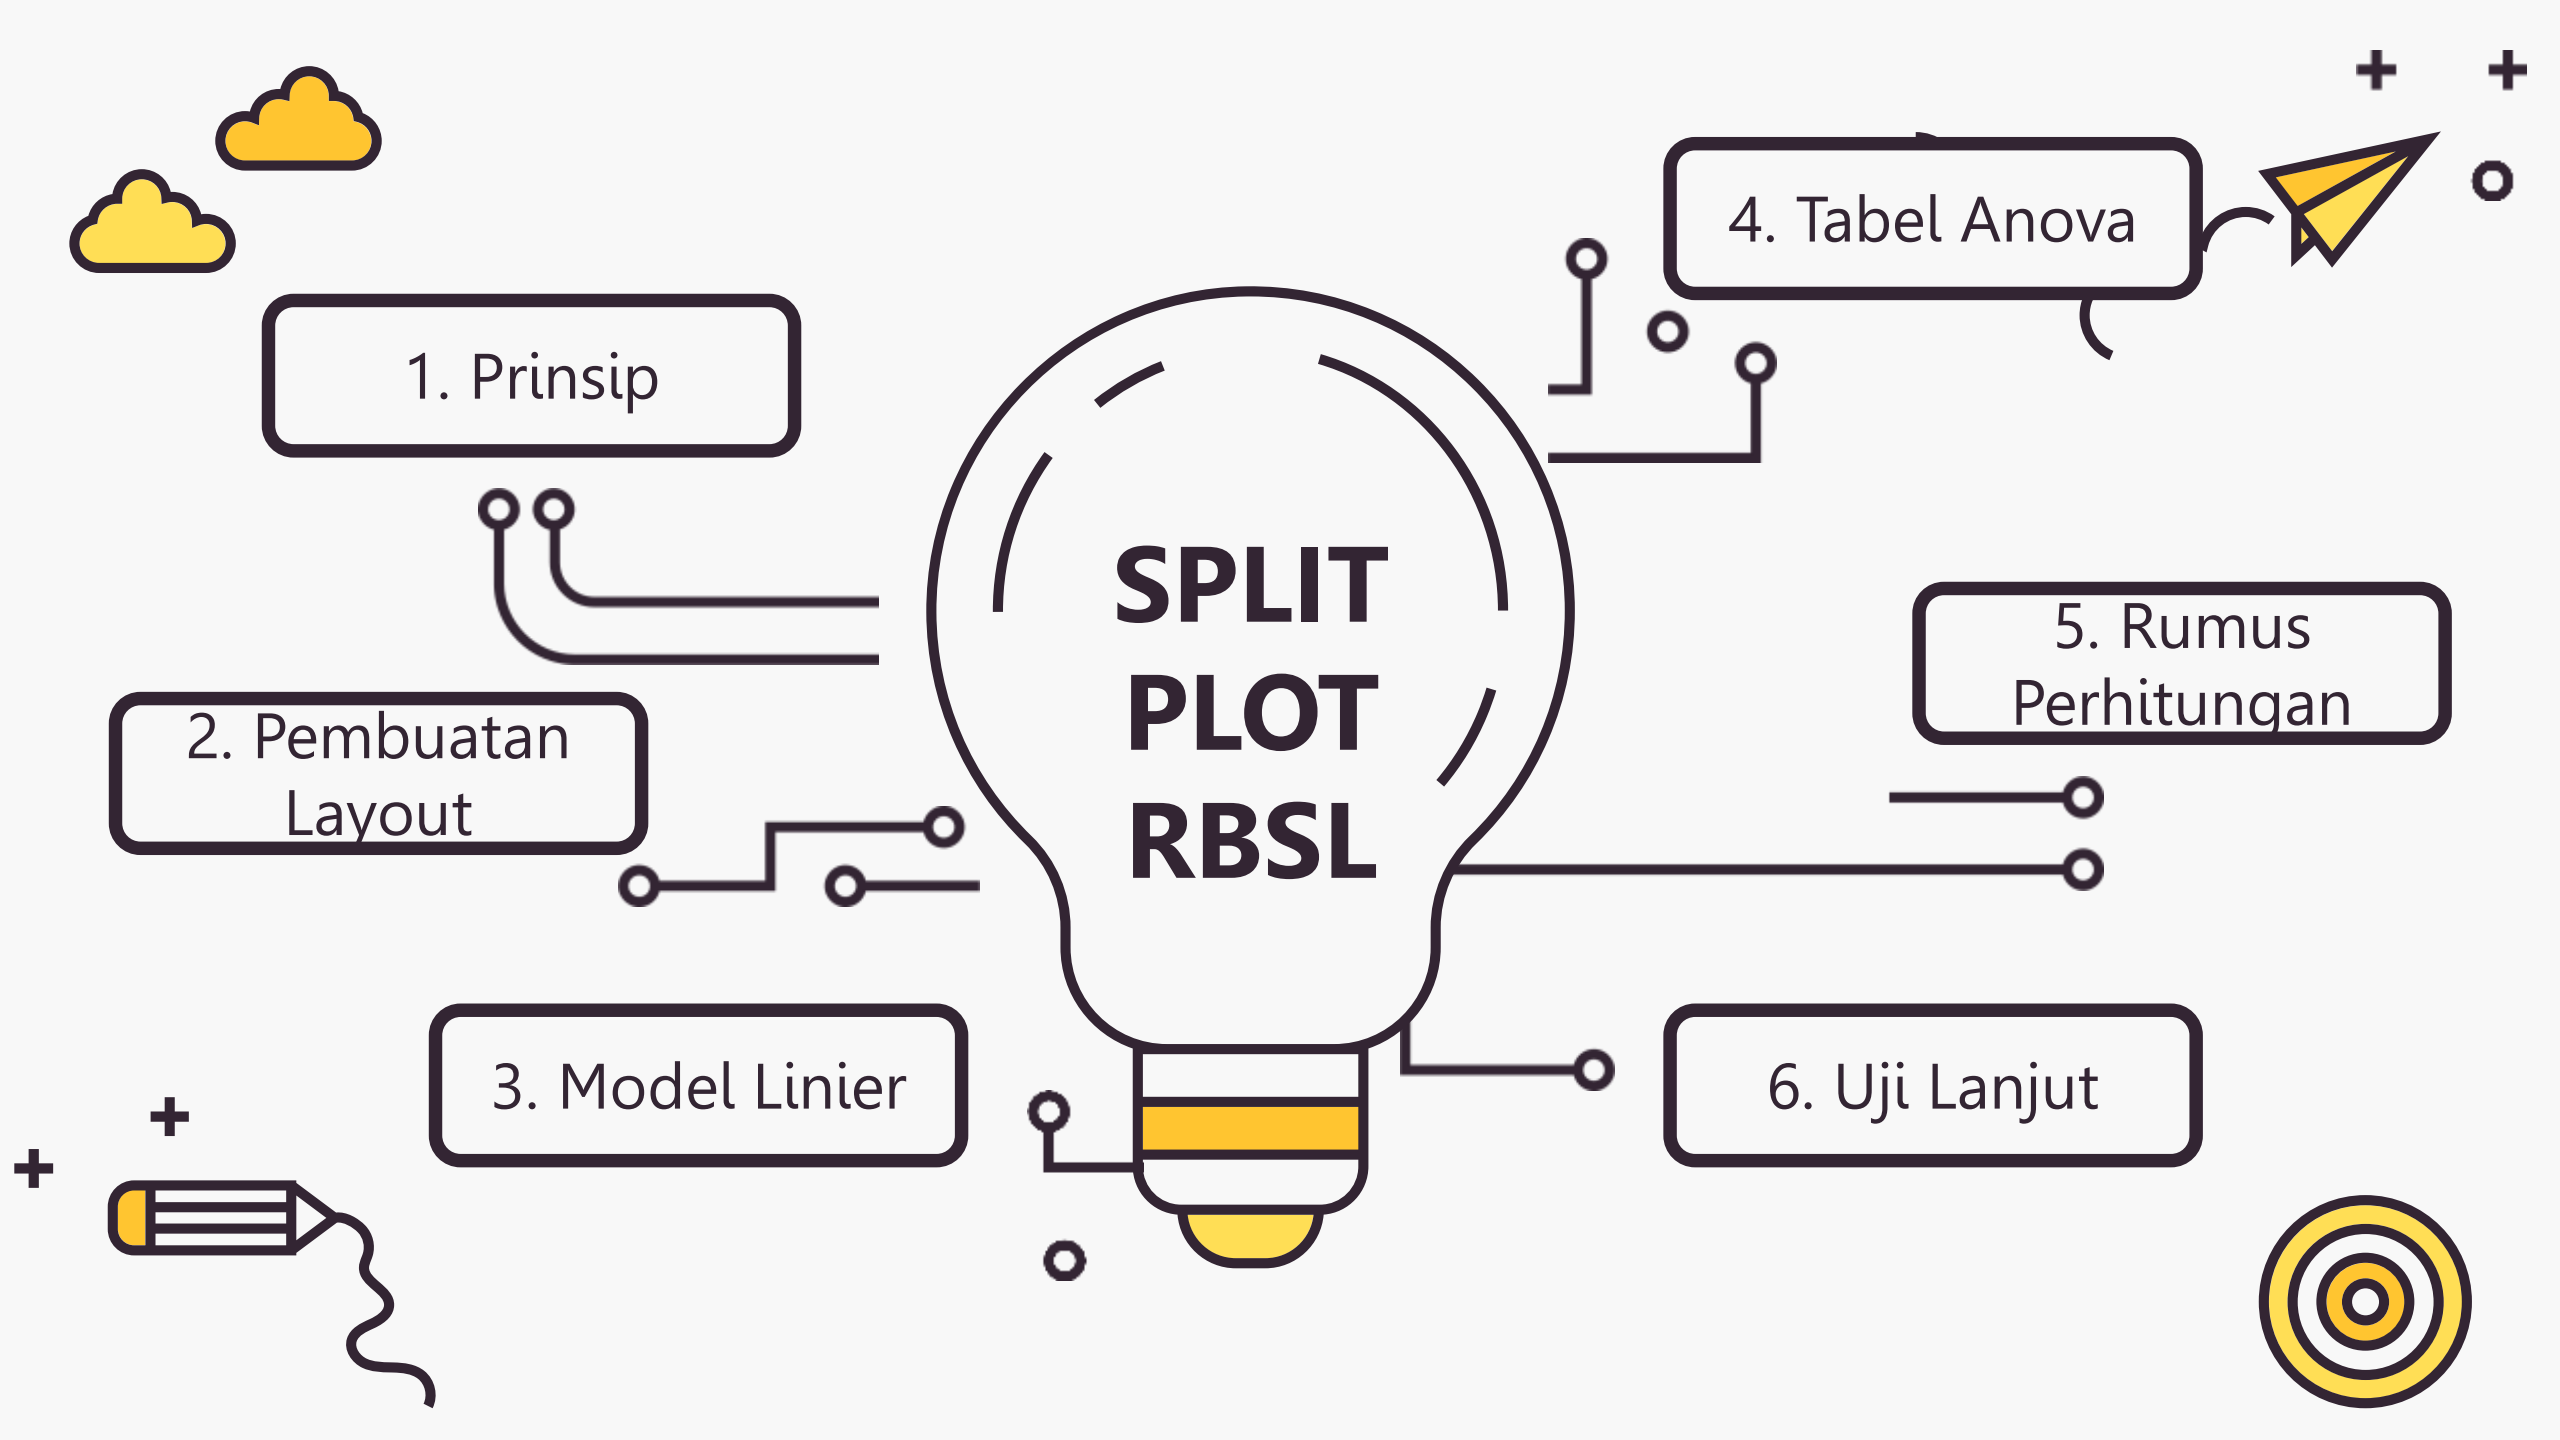 SPLIT
PLOT
RBSL
1. Prinsip
2. Pembuatan
Layout
3. Model Linier
4. Tabel Anova
5. Rumus
Perhitungan
6. Uji Lanjut